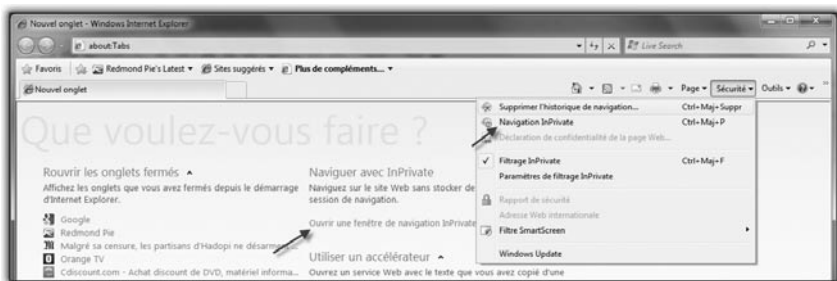 Nouvel onglet - Windows Internet Explorer
about:Tabs
Live Search
Favoris Redmond Pie's Latest Sites suggérés Plus de compléments...
Nouvel onglet
Page Sécurité Outils
Que voulez-vous faire ?
Rouvrir les onglets fermés
Affichez les onglets que vous avez fermés depuis le démarrage
d'Internet Explorer.
Google
Redmond Pie
Malgré sa censure, les partisans d'Hadopi ne désarment
Orange TV
Cdiscount.com - Achat discount de DVD, matériel informa...
Naviguer avec InPrivate
Naviguez sur le site Web sans stocker de
session de navigation.
Ouvrir une fenêtre de navigation InPrivate
Utiliser un accélérateur
Ouvrez un service Web avec le texte que vous avez copié d'une
Supprimer l'historique de navigation... Ctrl+Maj+Suppr
Navigation InPrivate Ctrl+Maj+P
Déclaration de confidentialité de la page Web...
Filtrage InPrivate Ctrl+Maj+F
Paramètres de filtrage InPrivate
Rapport de sécurité
Adresse Web internationale
Filtre SmartScreen
Windows Update